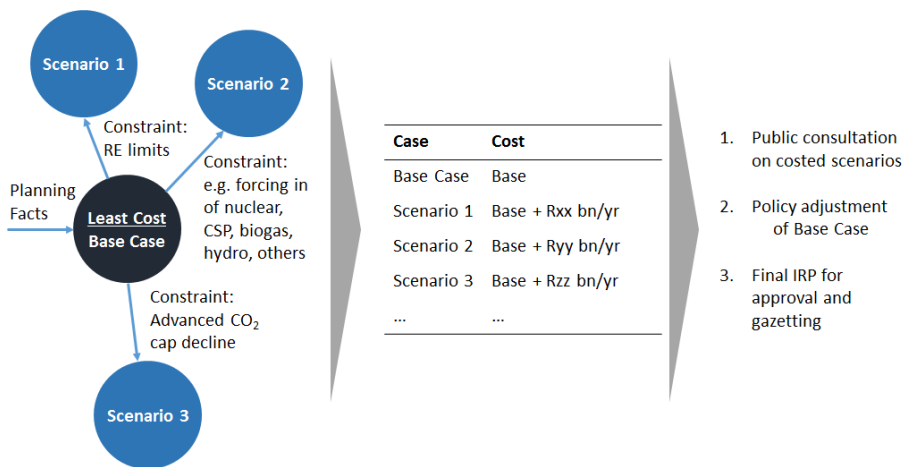 Scenario 1
Scenario 2
Constraint:
RE limits
Constraint:
e.g. forcing in
of nuclear,
CSP, biogas,
hydro, others
Planning
Facts
Least Cost
Base Case
Constraint:
Advanced CO₂
cap decline
Scenario 3
Case Cost
Base Case Base
Scenario 1 Base + Rxx bn/yr
Scenario 2 Base + Ryy bn/yr
Scenario 3 Base + Rzz bn/yr
... ...
1. Public consultation
on costed scenarios
2. Policy adjustment
of Base Case
3. Final IRP for
approval and
gazetting